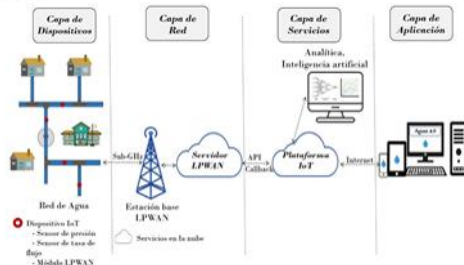 Capa de
Dispositivos
Capa de
Red
Capa de
Servicios
Capa de
Aplicación
Analítica,
Inteligencia artificial
Sub-GHz
Servidor
LPWAN
API
Callback
Plataforma
IoT
Internet
Agua 4.0
Red de Agua
Estación base
LPWAN
Dispositivo IoT
- Sensor de presión
- Sensor de tasa de
flujo
- Módulo LPWAN
Servicios en la nube